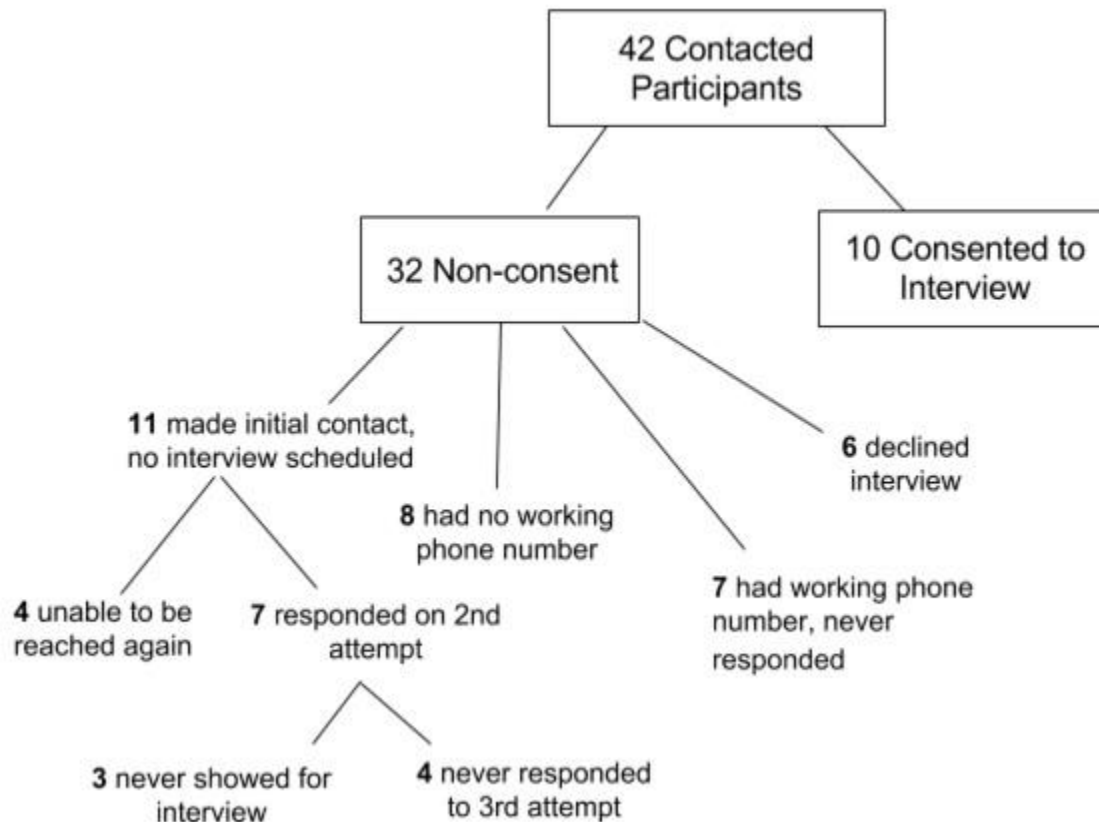 42 Contacted
Participants
32 Non-consent
10 Consented to
Interview
11 made initial contact,
no interview scheduled
8 had no working
phone number
7 had working phone
number, never
responded
6 declined
interview
4 unable to be
reached again
7 responded on 2nd
attempt
3 never showed for
interview
4 never responded
to 3rd attempt